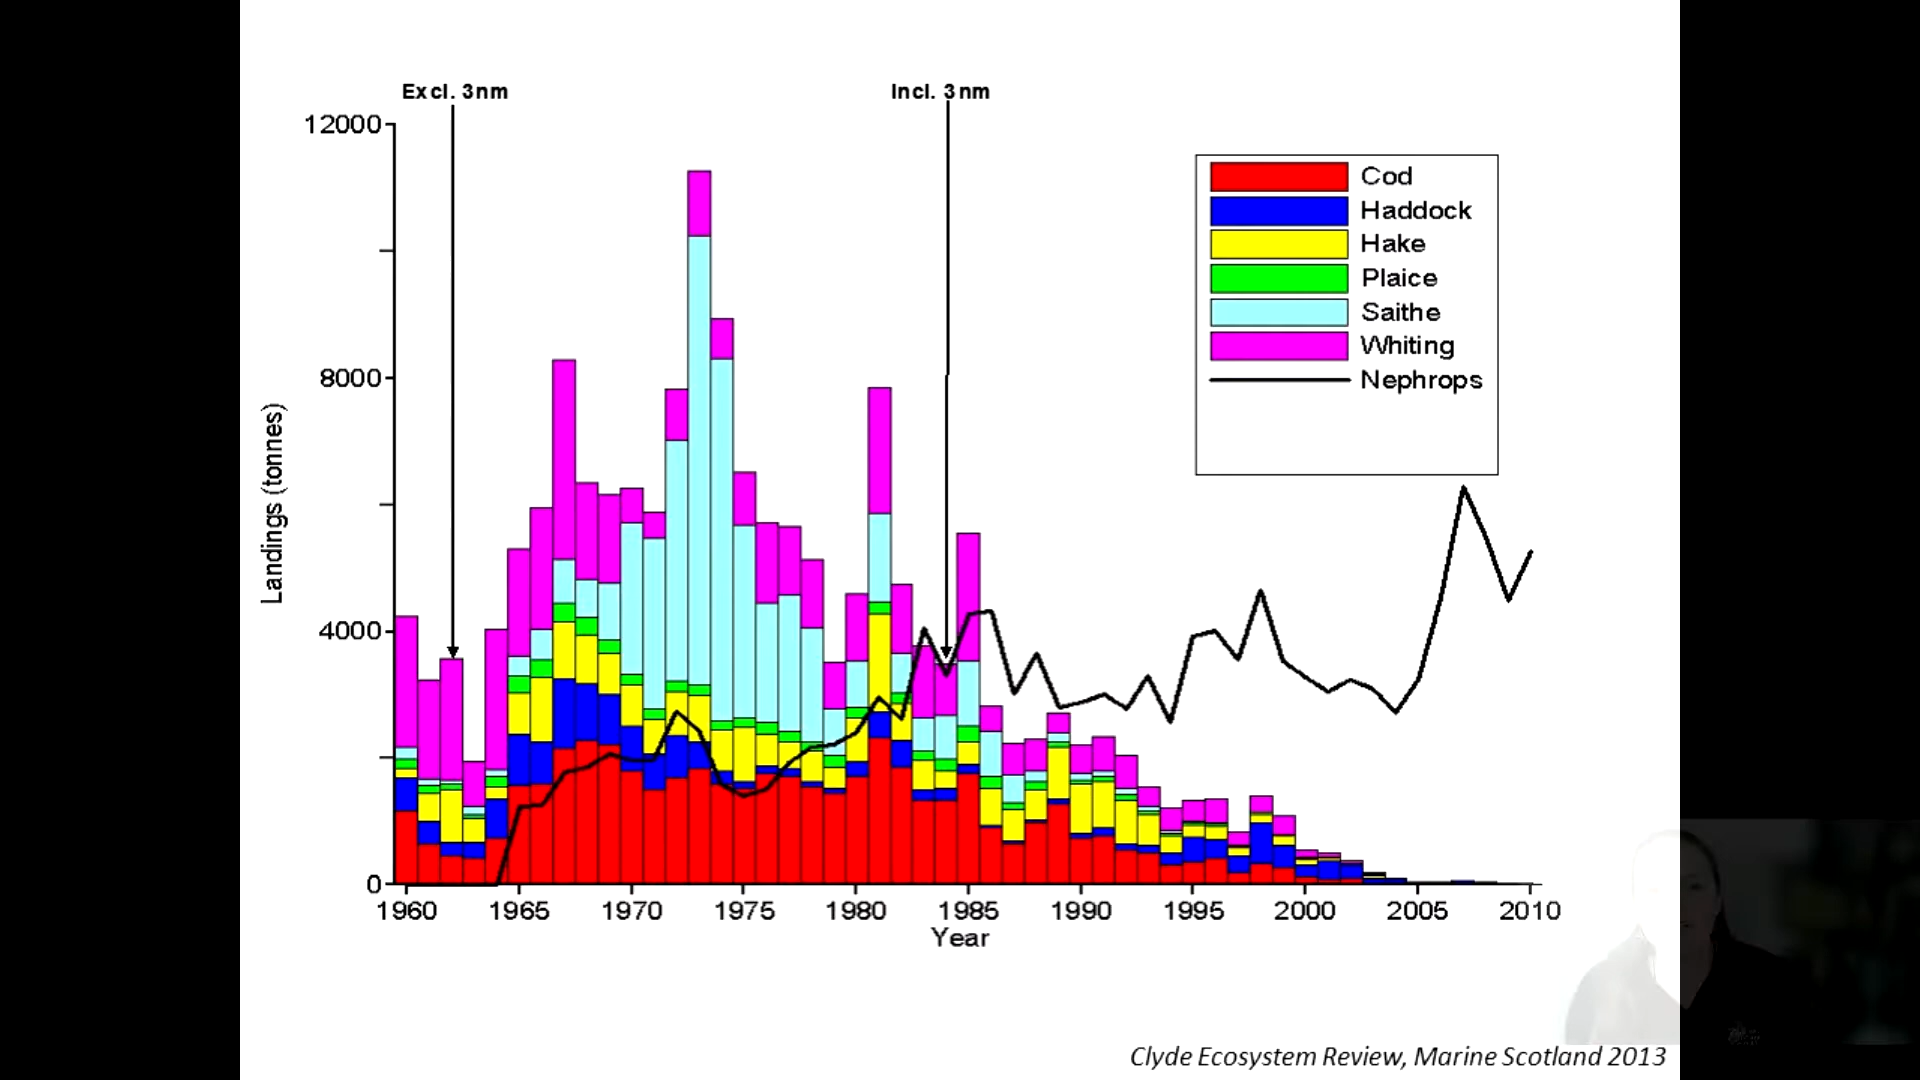 Excl. 3nm
Incl. 3nm
12000
8000
4000
0
Landings (tonnes)
Cod
Haddock
Hake
Plaice
Saithe
Whiting
Nephrops
1960 1965 1970 1975 1980 1985 1990 1995 2000 2005 2010
Year
Clyde Ecosystem Review, Marine Scotland 2013